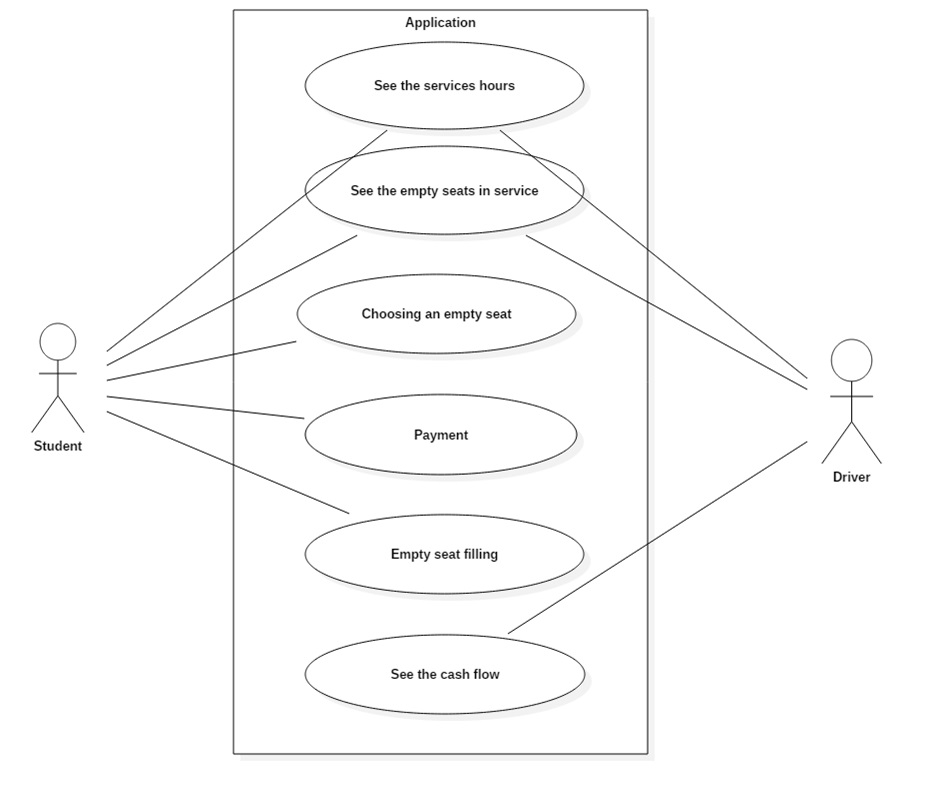 Application
See the services hours
See the empty seats in service
Choosing an empty seat
Payment
Student
Driver
Empty seat filling
See the cash flow